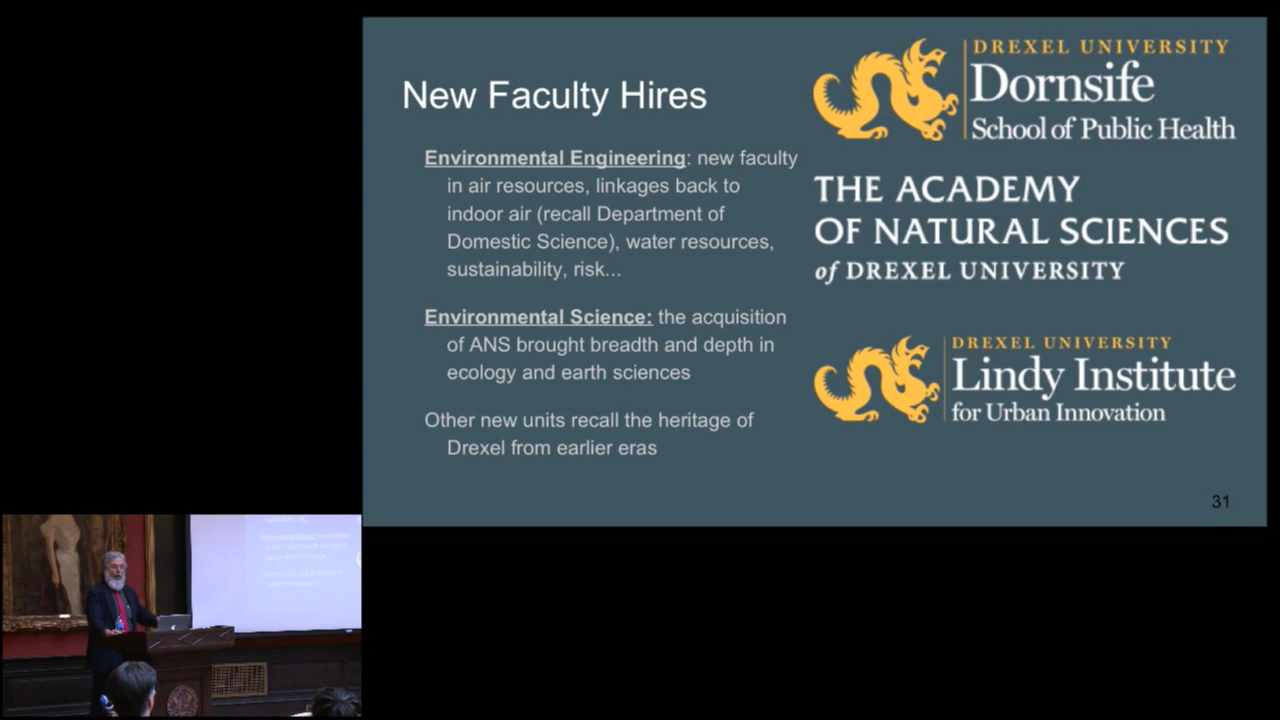 New Faculty Hires
Environmental Engineering: new faculty
in air resources, linkages back to
indoor air (recall Department of
Domestic Science), water resources,
sustainability, risk...
Environmental Science: the acquisition
of ANS brought breadth and depth in
ecology and earth sciences
Other new units recall the heritage of
Drexel from earlier eras
DREXEL UNIVERSITY
Dornsife
School of Public Health
THE ACADEMY
OF NATURAL SCIENCES
of DREXEL UNIVERSITY
DREXEL UNIVERSITY
Lindy Institute
for Urban Innovation
31